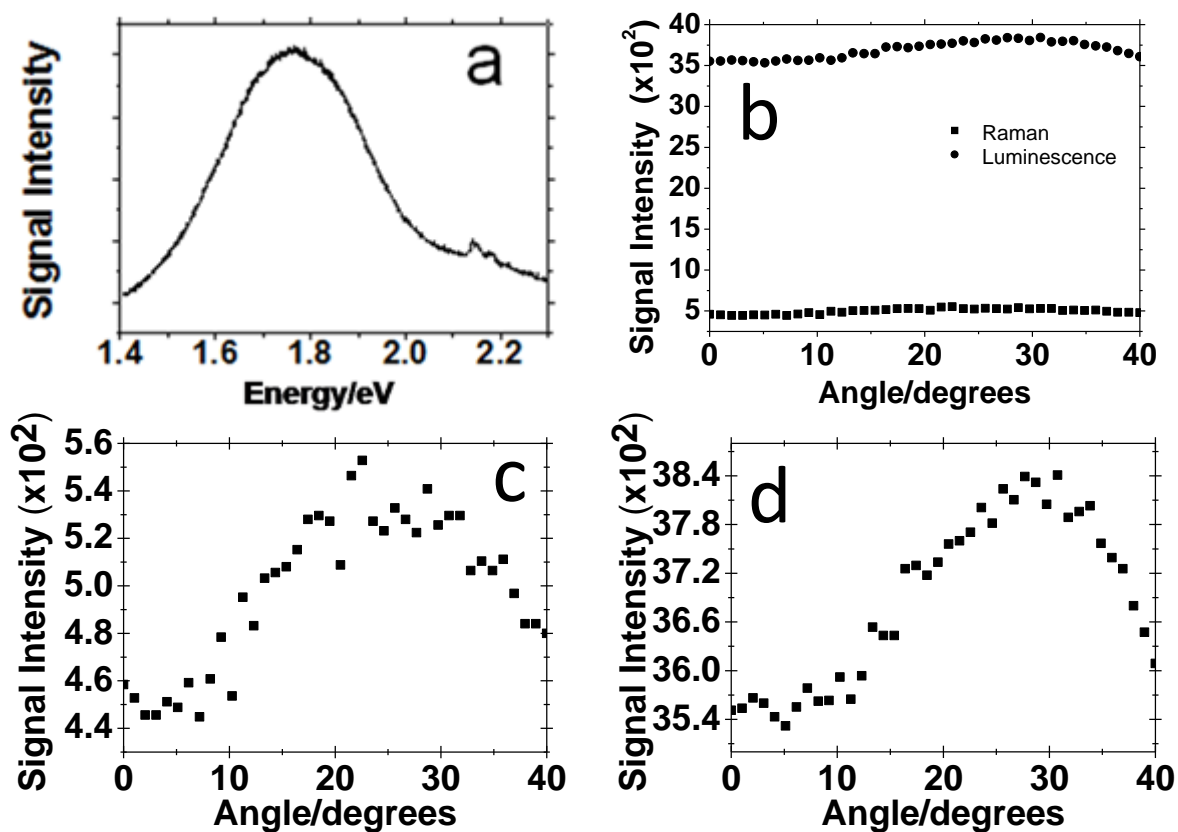 Signal Intensity
a
1.4 1.6 1.8 2.0 2.2
Energy/eV
Signal Intensity (x10²)
40
35
30
25
20
15
10
5
b
Raman
Luminescence
0 10 20 30 40
Angle/degrees
Signal Intensity (x10²)
5.6
5.4
5.2
5.0
4.8
4.6
4.4
c
0 10 20 30 40
Angle/degrees
Signal Intensity (x10²)
38.4
37.8
37.2
36.6
36.0
35.4
d
0 10 20 30 40
Angle/degrees